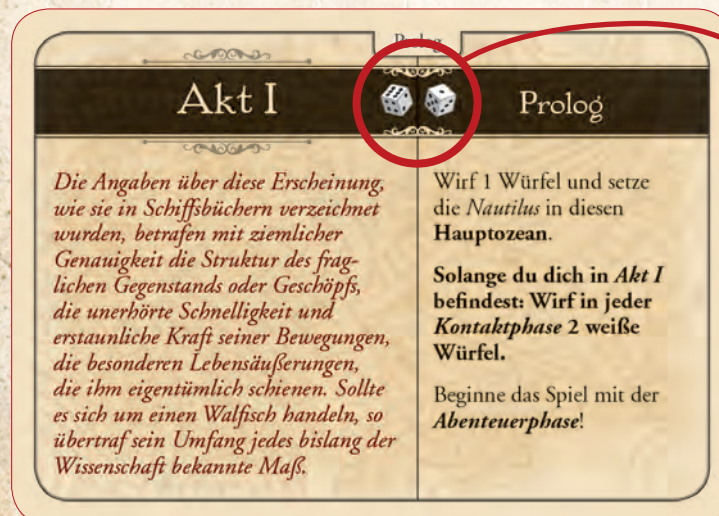 Prolog
Akt I
Die Angaben über diese Erscheinung,
wie sie in Schiffsbüchern verzeichnet
wurden, betrafen mit ziemlicher
Genauigkeit die Struktur des frag-
lichen Gegenstands oder Geschöpfs,
die unerhörte Schnelligkeit und
erstaunliche Kraft seiner Bewegungen,
die besonderen Lebensäußerungen,
die ihm eigentümlich schienen. Sollte
es sich um einen Walfisch handeln, so
übertraf sein Umfang jedes bislang der
Wissenschaft bekannte Maß.
Prolog
Wirf 1 Würfel und setze
die Nautilus in diesen
Hauptozean.
Solange du dich in Akt I
befindest: Wirf in jeder
Kontaktphase 2 weiße
Würfel.
Beginne das Spiel mit der
Abenteuerphase!